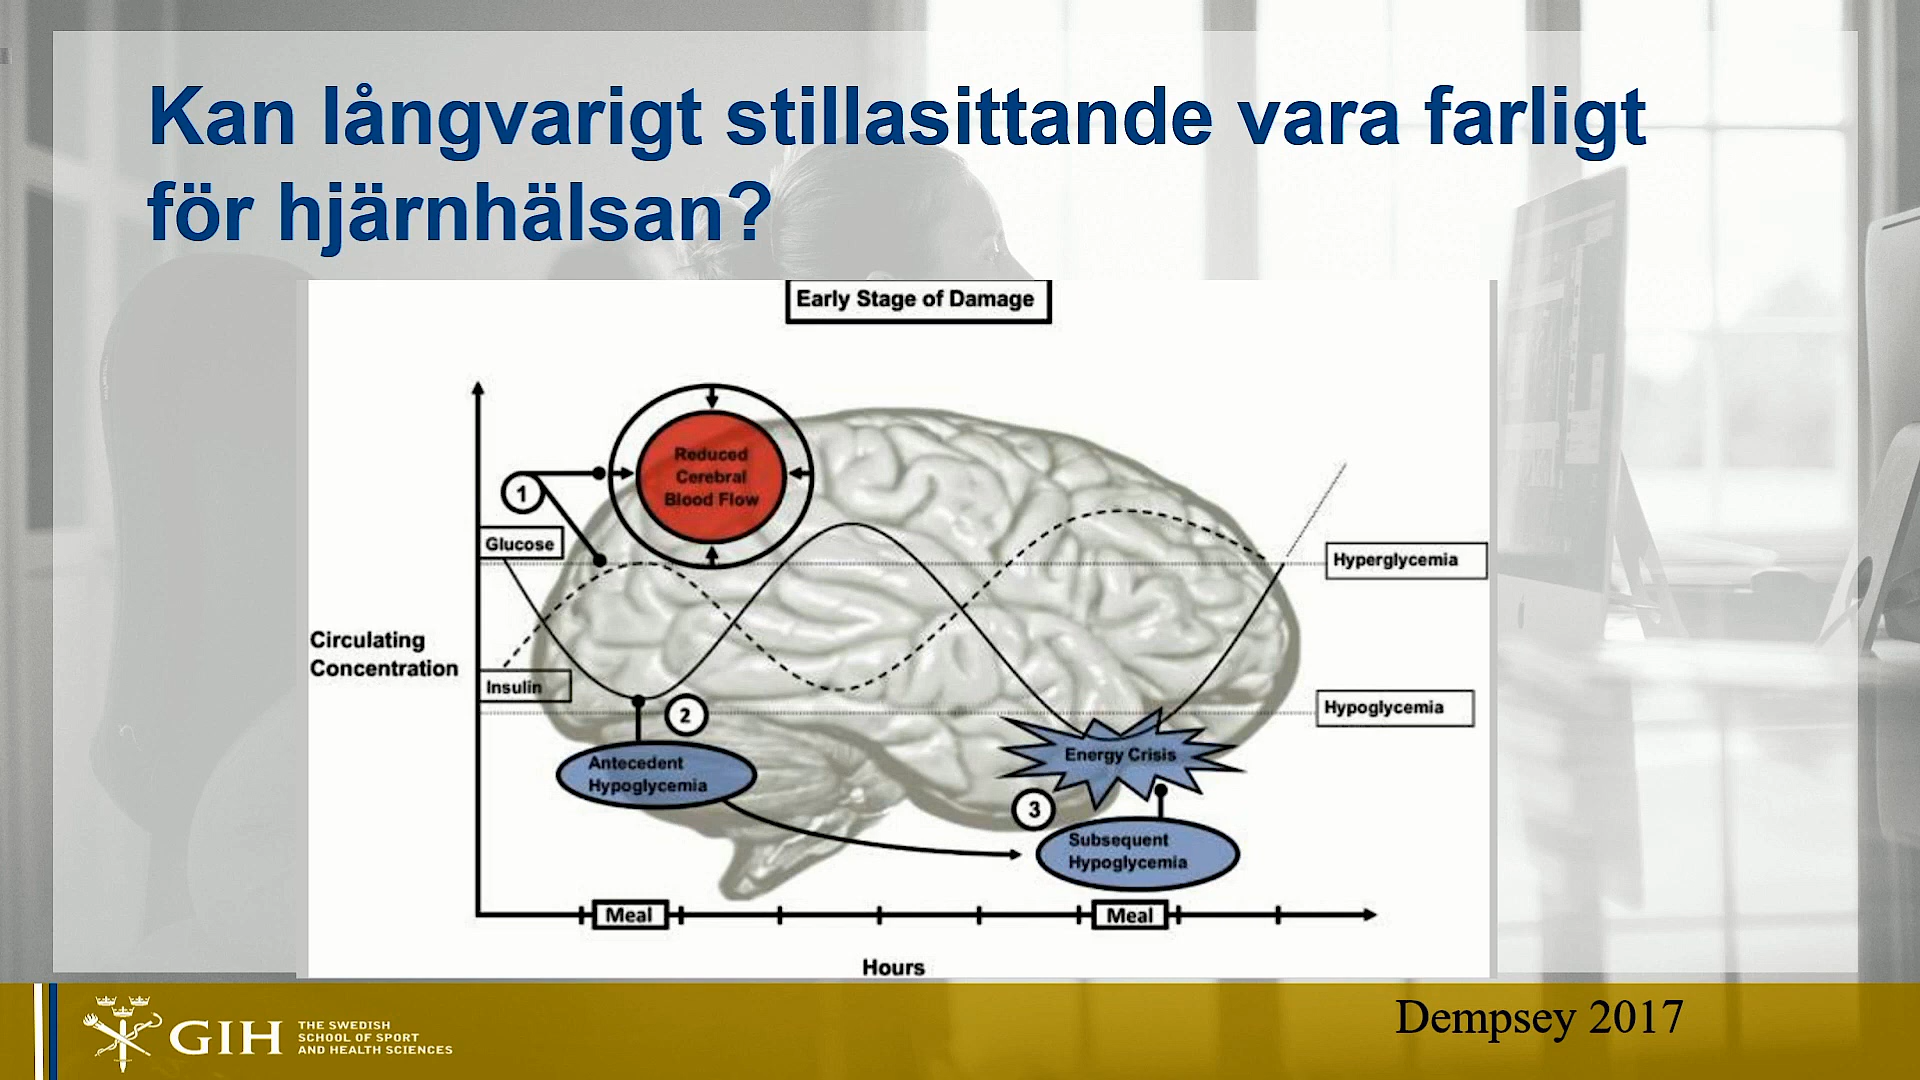 Kan långvarigt stillasittande vara farligt
för hjärnhälsan?
Early Stage of Damage
Reduced
Cerebral
Blood Flow
1
Glucose
Hyperglycemia
Circulating
Concentration
Insulin
2
Hypoglycemia
Antecedent
Hypoglycemia
Energy Crisis
3
Subsequent
Hypoglycemia
Meal
Meal
Hours
GIH
THE SWEDISH
SCHOOL OF SPORT
AND HEALTH SCIENCES
Dempsey 2017